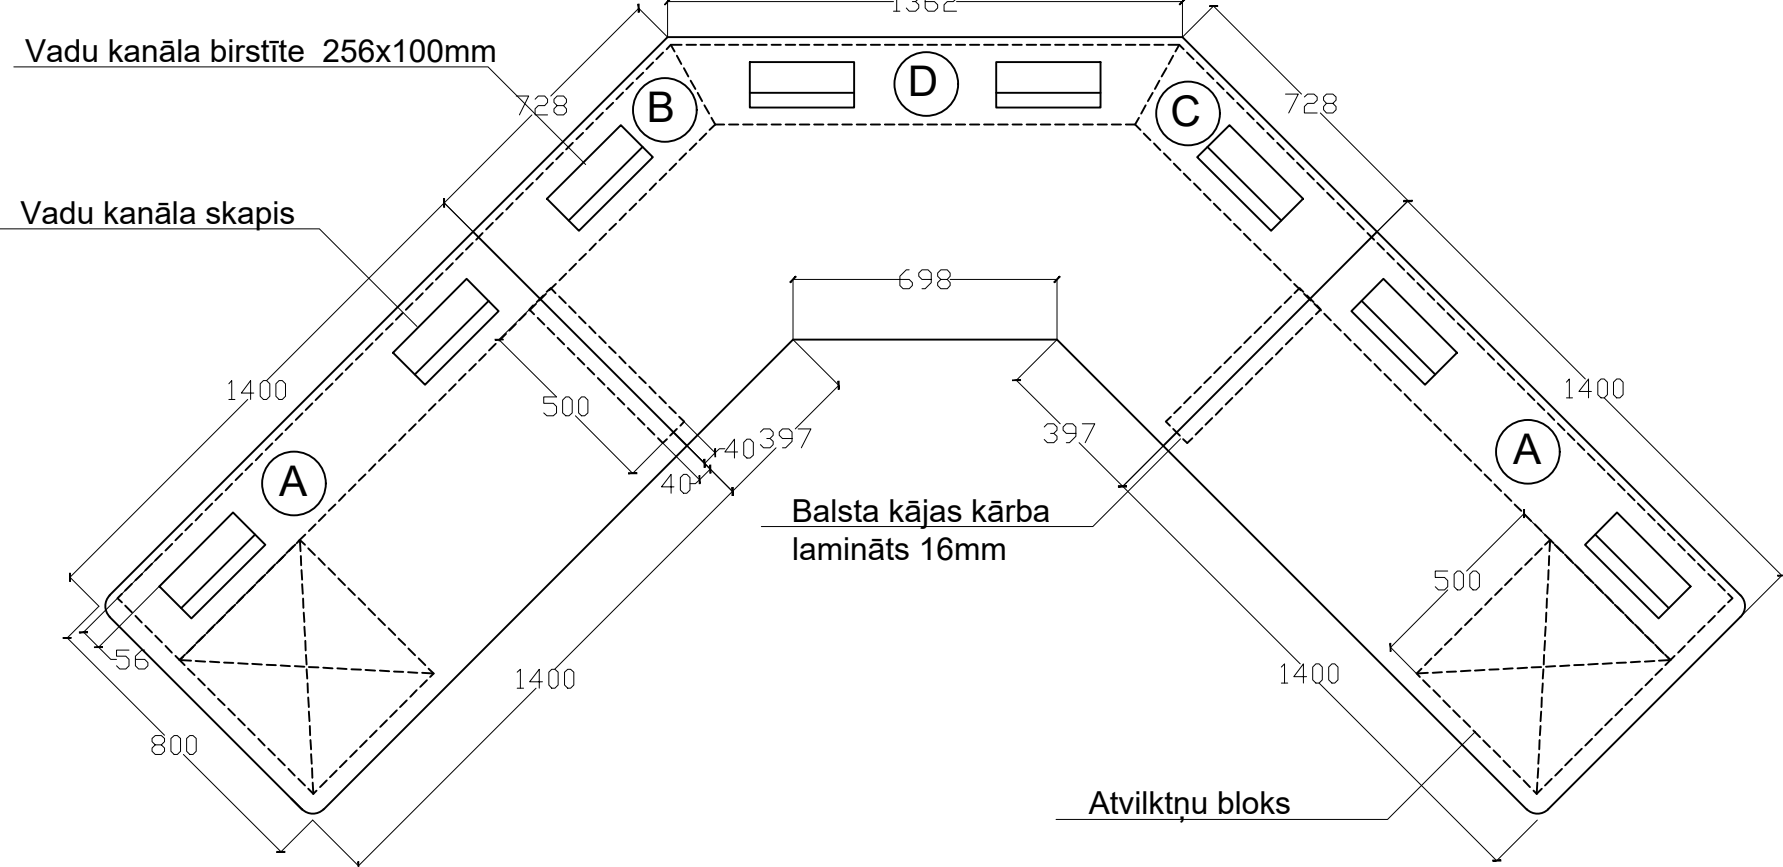 1362
Vadu kanāla birstīte 256x100mm
728
B
D
C
728
Vadu kanāla skapis
698
1400
500
40
397
397
1400
A
40
A
Balsta kājas kārba
lamināts 16mm
500
56
1400
1400
800
Atvilktņu bloks